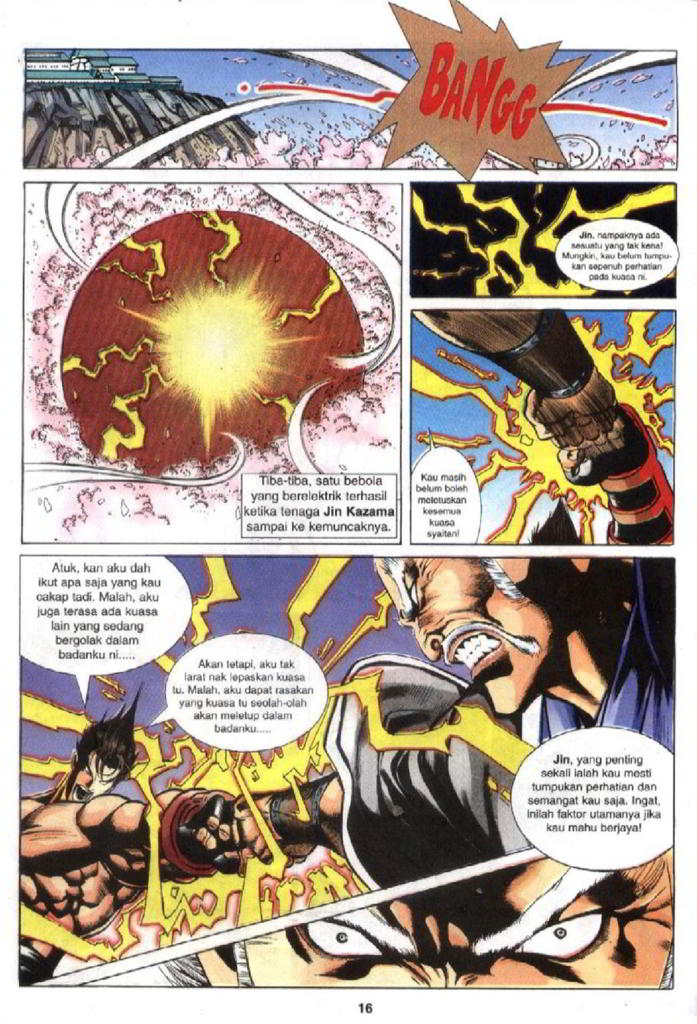 BANGG
Jin, nampaknya ada
sesuatu yang tak kena!
Mungkin, kau belum tumpu-
kan sepenuh perhatian
pada kuasa ni.
Tiba-tiba, satu bebola
yang berelektrik terhasil
ketika tenaga Jin Kazama
sampai ke kemuncaknya.
Kau masih
belum boleh
meletuskan
kesemua
kuasa
syaitan!
Atuk, kan aku dah
ikut apa saja yang kau
cakap tadi. Malah, aku
juga terasa ada kuasa
lain yang sedang
bergolak dalam
badanku ni.....
Akan tetapi, aku tak
larat nak lepaskan kuasa
tu. Malah, aku dapat rasakan
yang kuasa tu seolah-olah
akan meletup dalam
badanku.....
Jin, yang penting
sekali ialah kau mesti
tumpukan perhatian dan
semangat kau saja. Ingat,
inilah faktor utamanya jika
kau mahu berjaya!
16